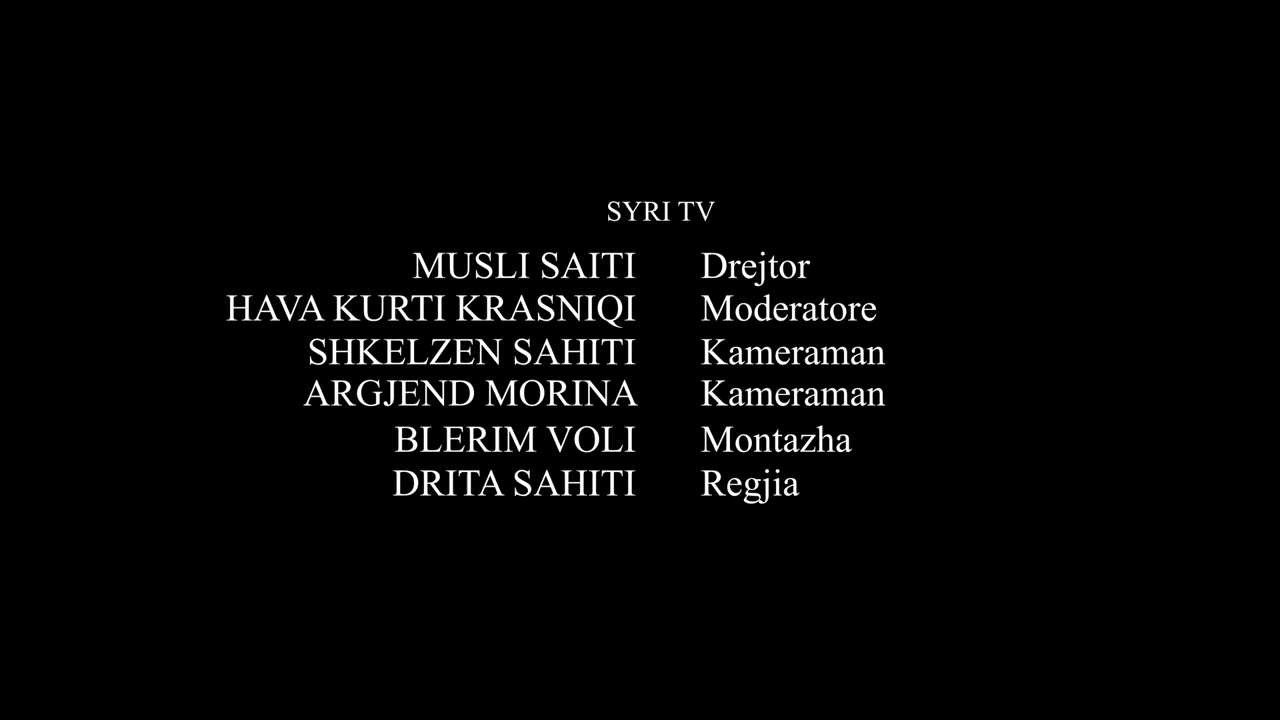 SYRI TV
MUSLI SAITI Drejtor
HAVA KURTI KRASNIQI Moderatore
SHKELZEN SAHITI Kameraman
ARGJEND MORINA Kameraman
BLERIM VOLI Montazha
DRITA SAHITI Regjia